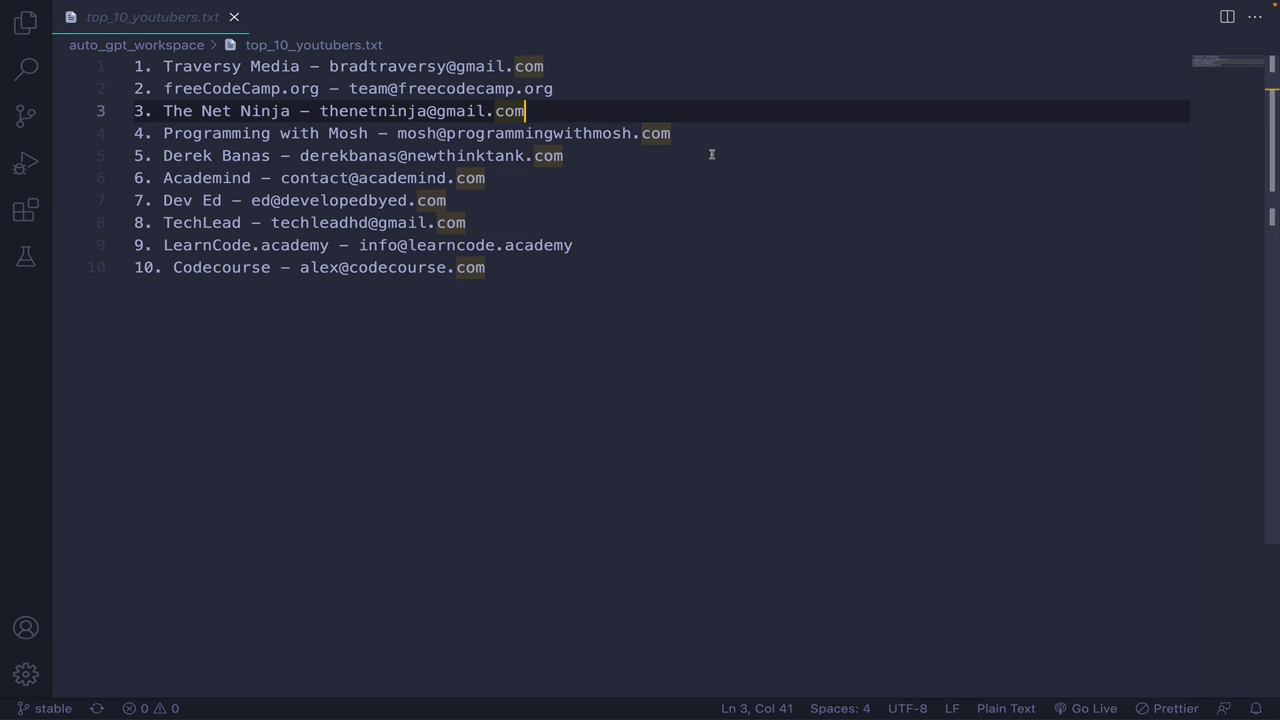 top_10_youtubers.txt
auto_gpt_workspace > top_10_youtubers.txt
1 1. Traversy Media – bradtraversy@gmail.com
2 2. freeCodeCamp.org – team@freecodecamp.org
3 3. The Net Ninja – thenetninja@gmail.com
4 4. Programming with Mosh – mosh@programmingwithmosh.com
5 5. Derek Banas – derekbanas@newthinktank.com
6 6. Academind – contact@academind.com
7 7. Dev Ed – ed@developedbyed.com
8 8. TechLead – techleadhd@gmail.com
9 9. LearnCode.academy – info@learncode.academy
10 10. Codecourse – alex@codecourse.com
stable 0 0 Ln 3, Col 41 Spaces: 4 UTF-8 LF Plain Text Go Live Prettier